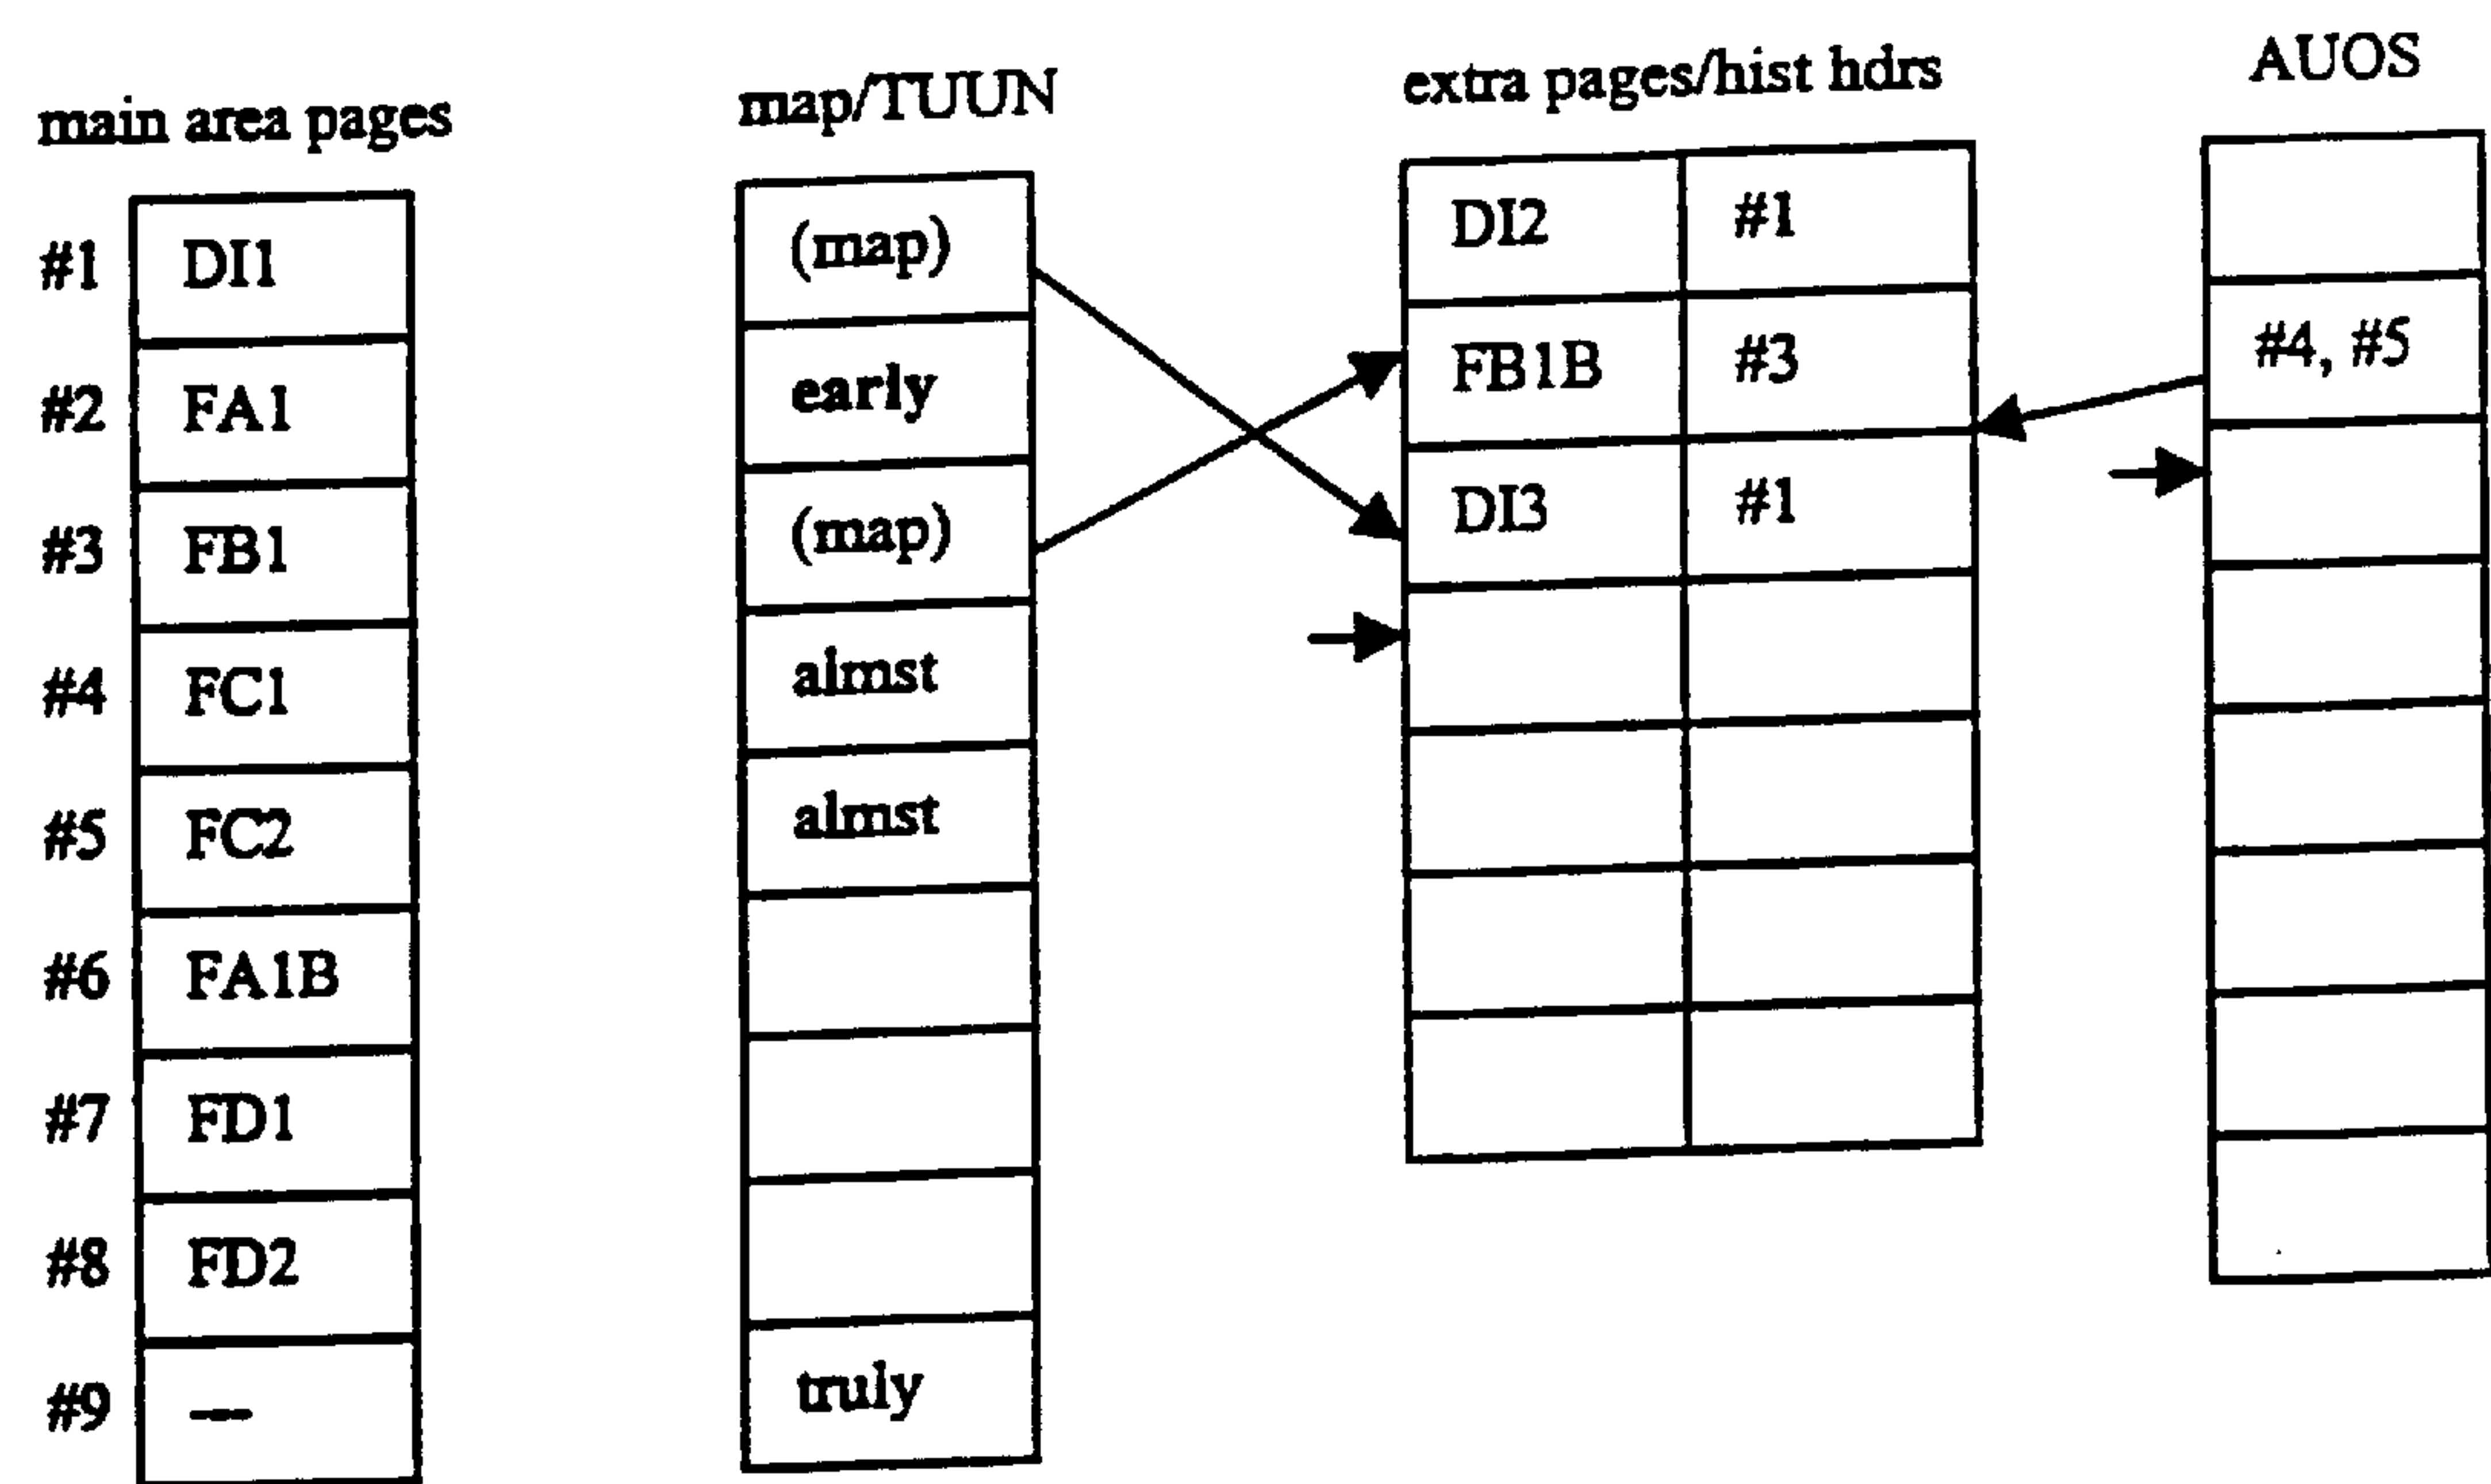 main area pages
map/TUUN
extra pages/hist hdrs
AUOS
#1 DI1 (map) DI2 #1
#2 FA1 early FB1B #3 #4, #5
#3 FB1 (map) DI3 #1
#4 FC1 almst
#5 FC2 almst
#6 FA1B
#7 FD1
#8 FD2
#9 — truly